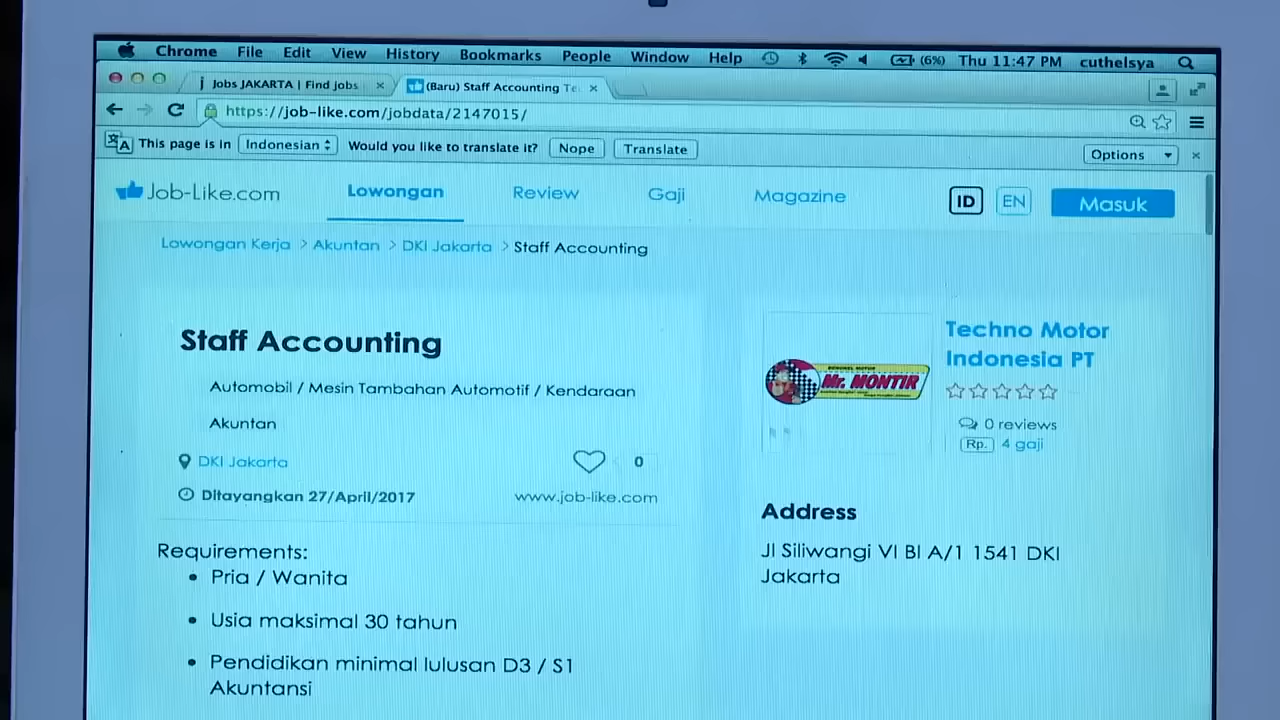 Chrome File Edit View History Bookmarks People Window Help (6%) Thu 11:47 PM cuthelsya
Jobs JAKARTA | Find jobs
(Baru) Staff Accounting Te
https://job-like.com/jobdata/2147015/
This page is in Indonesian Would you like to translate it? Nope Translate Options
Job-Like.com Lowongan Review Gaji Magazine ID EN Masuk
Lowongan Kerja > Akuntan > DKI Jakarta > Staff Accounting
Staff Accounting
Automobil / Mesin Tambahan Automotif / Kendaraan
Akuntan
DKI Jakarta
0
Ditayangkan 27/April/2017
www.job-like.com
Requirements:
• Pria / Wanita
• Usia maksimal 30 tahun
• Pendidikan minimal lulusan D3 / S1
Akuntansi
BENGKEL MOTOR
Mr. MONTIR
Techno Motor
Indonesia PT
0 reviews
Rp. 4 gaji
Address
Jl Siliwangi VI Bl A/1 1541 DKI
Jakarta